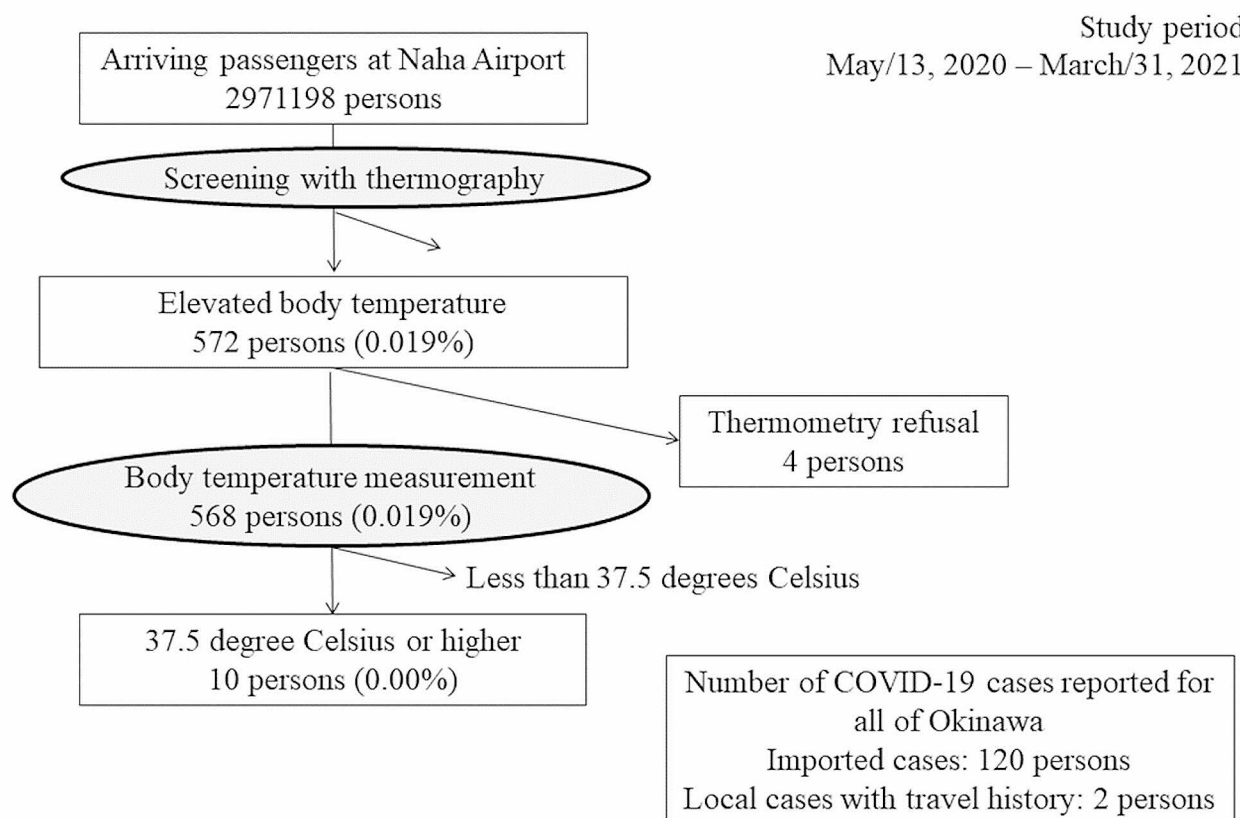 Study period
May/13, 2020 – March/31, 2021
Arriving passengers at Naha Airport
2971198 persons
Screening with thermography
Elevated body temperature
572 persons (0.019%)
Thermometry refusal
4 persons
Body temperature measurement
568 persons (0.019%)
Less than 37.5 degrees Celsius
37.5 degree Celsius or higher
10 persons (0.00%)
Number of COVID-19 cases reported for
all of Okinawa
Imported cases: 120 persons
Local cases with travel history: 2 persons